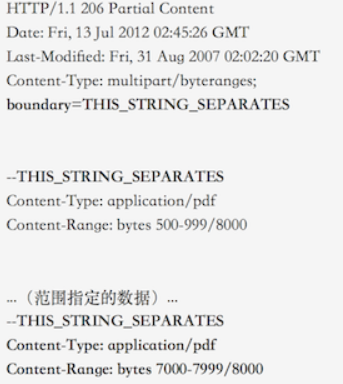 HTTP/1.1 206 Partial Content
Date: Fri, 13 Jul 2012 02:45:26 GMT
Last-Modified: Fri, 31 Aug 2007 02:02:20 GMT
Content-Type: multipart/byteranges;
boundary=THIS_STRING_SEPARATES
--THIS_STRING_SEPARATES
Content-Type: application/pdf
Content-Range: bytes 500-999/8000
...（范围指定的数据）...
--THIS_STRING_SEPARATES
Content-Type: application/pdf
Content-Range: bytes 7000-7999/8000